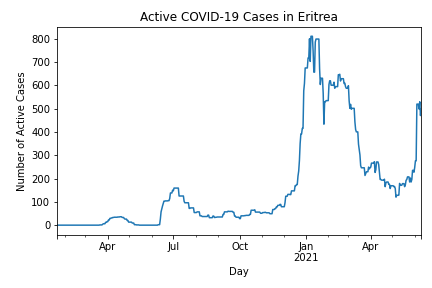 Active COVID-19 Cases in Eritrea
800
700
600
500
400
300
200
100
0
Number of Active Cases
Apr
Jul
Oct
Jan
2021
Apr
Day